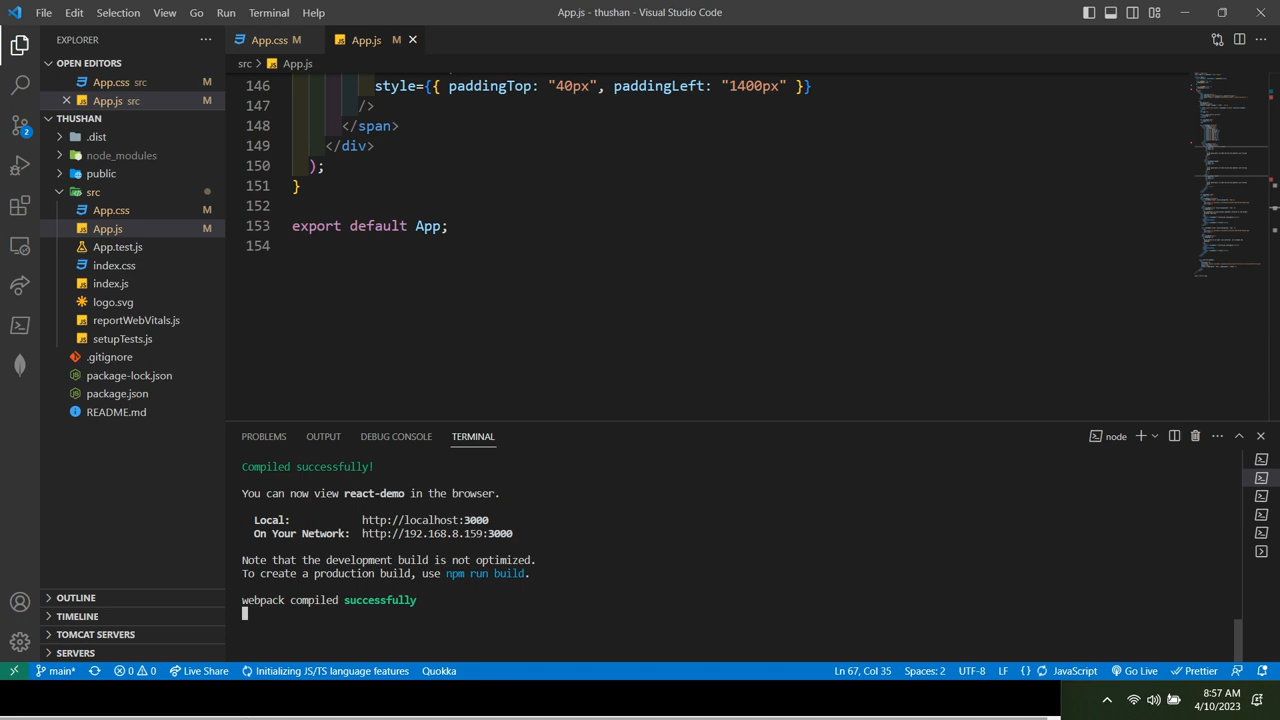 File Edit Selection View Go Run Terminal Help
App.js - thushan - Visual Studio Code
EXPLORER
OPEN EDITORS
App.css src M
App.js src M
THUSHAN
.dist
node_modules
public
src
App.css M
App.js M
App.test.js
index.css
index.js
logo.svg
reportWebVitals.js
setupTests.js
.gitignore
package-lock.json
package.json
README.md
OUTLINE
TIMELINE
TOMCAT SERVERS
SERVERS
2
App.css M
App.js M
src > App.js
146 style={{ paddingTop: "40px", paddingLeft: "1400px" }}
147 />
148 </span>
149 </div>
150 );
151 }
152
153 export default App;
154
PROBLEMS OUTPUT DEBUG CONSOLE TERMINAL
node
Compiled successfully!
You can now view react-demo in the browser.
Local: http://localhost:3000
On Your Network: http://192.168.8.159:3000
Note that the development build is not optimized.
To create a production build, use npm run build.
webpack compiled successfully
main* 0 0 Live Share Initializing JS/TS language features Quokka
Ln 67, Col 35 Spaces: 2 UTF-8 LF {} JavaScript Go Live Prettier
8:57 AM
4/10/2023